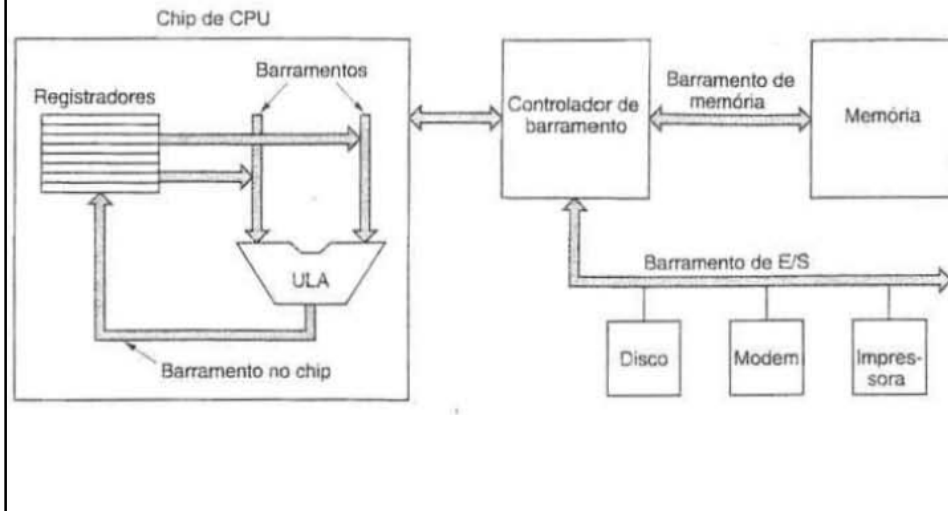 Chip de CPU
Registradores
Barramentos
ULA
Barramento no chip
Controlador de
barramento
Barramento de
memória
Memória
Barramento de E/S
Disco
Modem
Impres-
sora